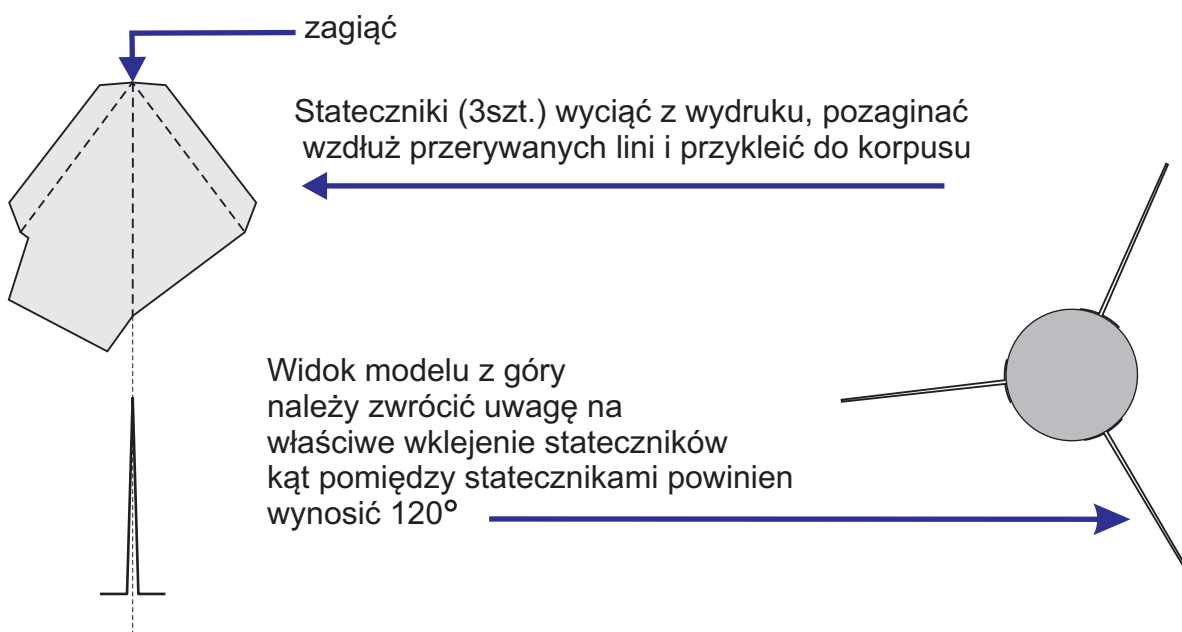 zagiąć
Stateczniki (3szt.) wyciąć z wydruku, pozaginać
wzdłuż przerywanych lini i przykleić do korpusu
Widok modelu z góry
należy zwrócić uwagę na
właściwe wklejenie stateczników
kąt pomiędzy statecznikami powinien
wynosić 120°